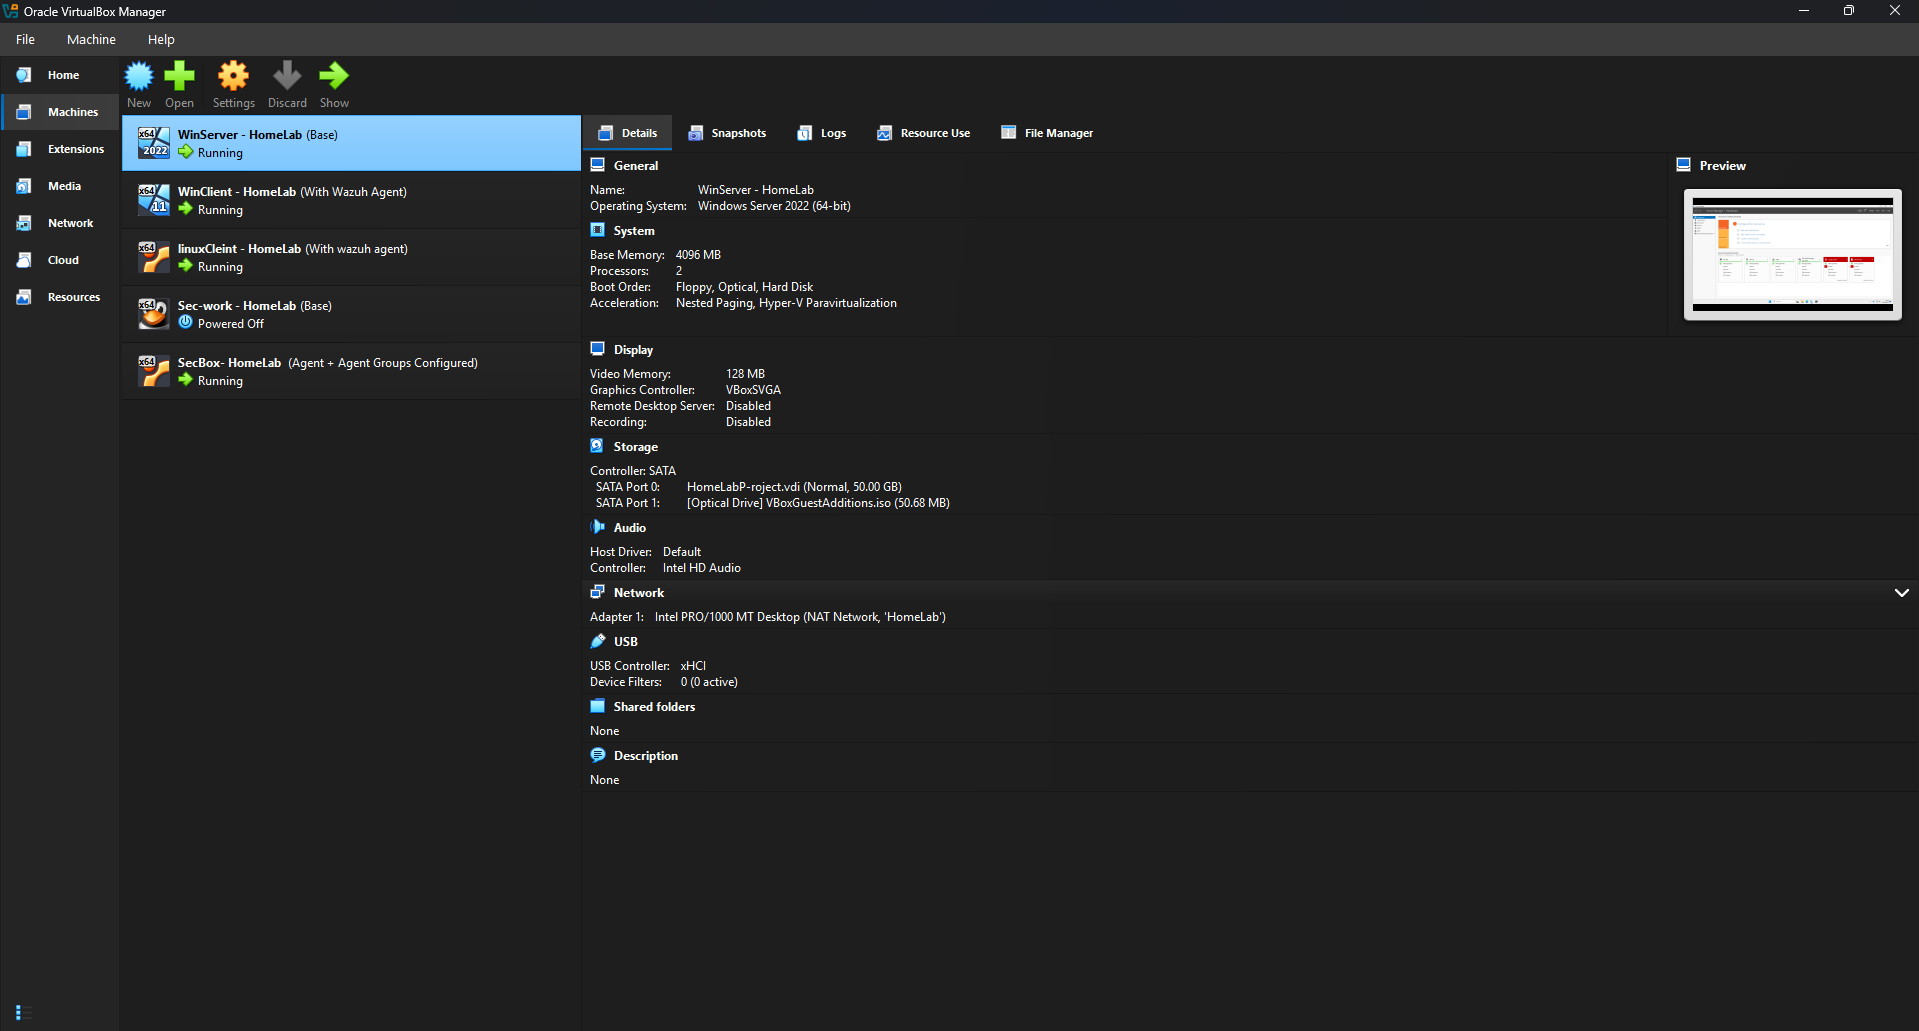 Oracle VirtualBox Manager
File Machine Help
Home
Machines
Extensions
Media
Network
Cloud
Resources
New Open Settings Discard Show
x64 2022 WinServer - HomeLab (Base)
Running
x64 11 WinClient - HomeLab (With Wazuh Agent)
Running
x64 linuxCleint - HomeLab (With wazuh agent)
Running
x64 Sec-work - HomeLab (Base)
Powered Off
x64 SecBox- HomeLab (Agent + Agent Groups Configured)
Running
Details Snapshots Logs Resource Use File Manager
General
Name: WinServer - HomeLab
Operating System: Windows Server 2022 (64-bit)
Preview
System
Base Memory: 4096 MB
Processors: 2
Boot Order: Floppy, Optical, Hard Disk
Acceleration: Nested Paging, Hyper-V Paravirtualization
Display
Video Memory: 128 MB
Graphics Controller: VBoxSVGA
Remote Desktop Server: Disabled
Recording: Disabled
Storage
Controller: SATA
SATA Port 0: HomeLabP-roject.vdi (Normal, 50.00 GB)
SATA Port 1: [Optical Drive] VBoxGuestAdditions.iso (50.68 MB)
Audio
Host Driver: Default
Controller: Intel HD Audio
Network
Adapter 1: Intel PRO/1000 MT Desktop (NAT Network, 'HomeLab')
USB
USB Controller: xHCI
Device Filters: 0 (0 active)
Shared folders
None
Description
None